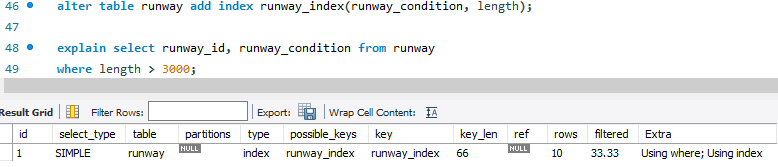 46 alter table runway add index runway_index(runway_condition, length);
47
48 explain select runway_id, runway_condition from runway
49 where length > 3000;
Result Grid Filter Rows: Export: Wrap Cell Content: IA
id select_type table partitions type possible_keys key key_len ref rows filtered Extra
1 SIMPLE runway NULL index runway_index runway_index 66 NULL 10 33.33 Using where; Using index